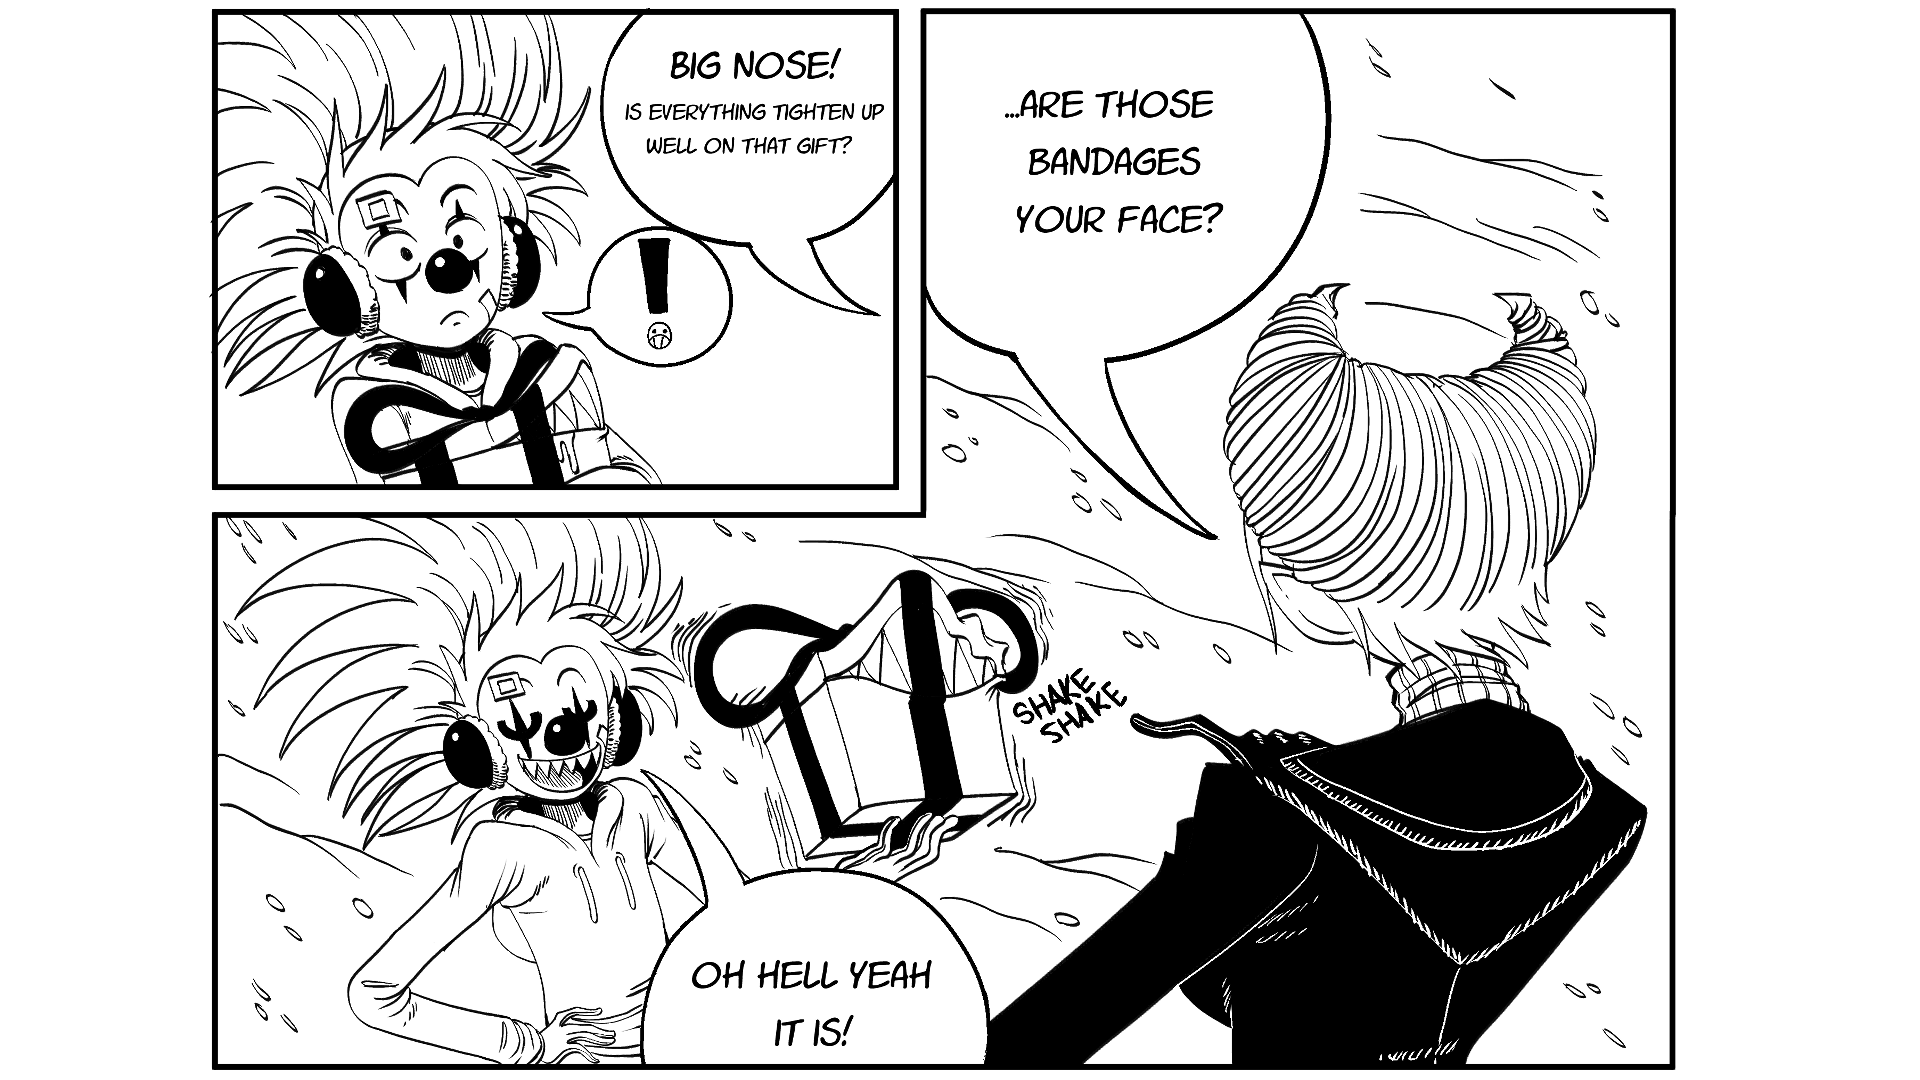 BIG NOSE!
IS EVERYTHING TIGHTEN UP
WELL ON THAT GIFT?
!
...ARE THOSE
BANDAGES
YOUR FACE?
SHAKE
SHAKE
OH HELL YEAH
IT IS!